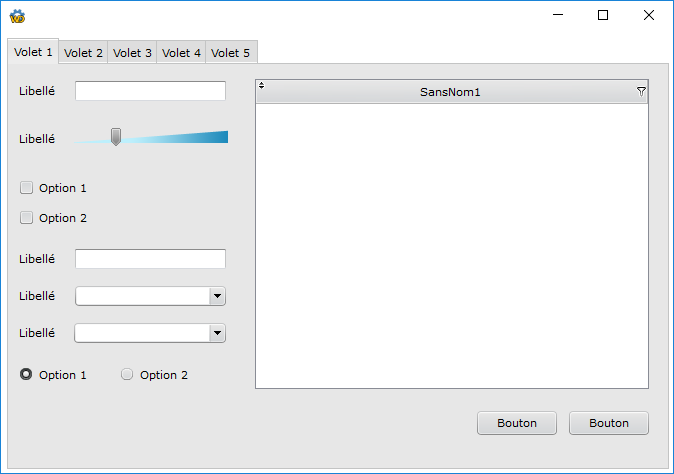 Volet 1 Volet 2 Volet 3 Volet 4 Volet 5
Libellé
SansNom1
Libellé
Option 1
Option 2
Libellé
Libellé
Libellé
Option 1 Option 2
Bouton Bouton